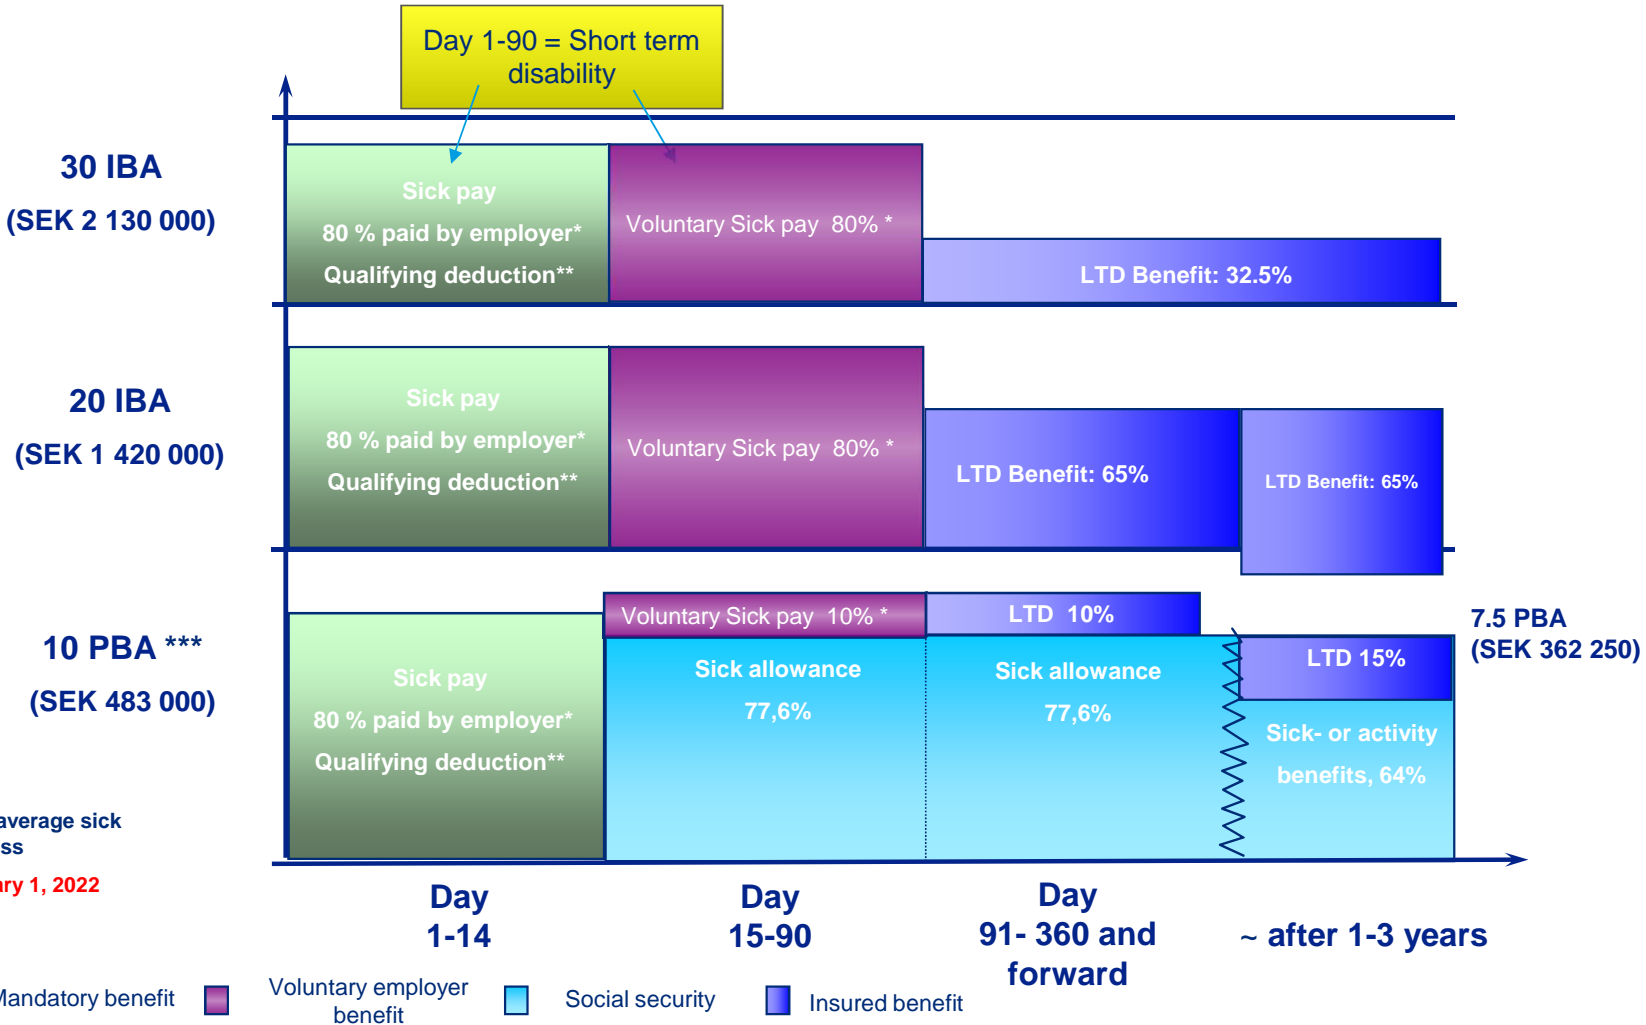 Day 1-90 = Short term
disability
30 IBA
(SEK 2 130 000)
Sick pay
80 % paid by employer*
Qualifying deduction**
Voluntary Sick pay 80% *
LTD Benefit: 32.5%
20 IBA
(SEK 1 420 000)
Sick pay
80 % paid by employer*
Qualifying deduction**
Voluntary Sick pay 80% *
LTD Benefit: 65%
LTD Benefit: 65%
10 PBA ***
(SEK 483 000)
Sick pay
80 % paid by employer*
Qualifying deduction**
Voluntary Sick pay 10% *
Sick allowance
77,6%
LTD 10%
Sick allowance
77,6%
LTD 15%
Sick- or activity
benefits, 64%
7.5 PBA
(SEK 362 250)
average sick
ss
ary 1, 2022
Day
1-14
Day
15-90
Day
91- 360 and
forward
~ after 1-3 years
Mandatory benefit
Voluntary employer
benefit
Social security
Insured benefit